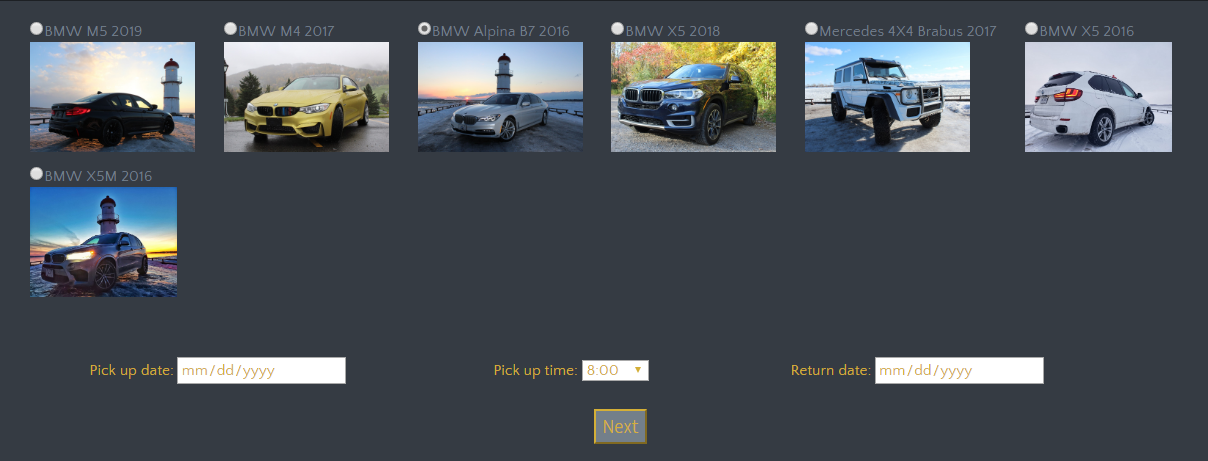 BMW M5 2019 BMW M4 2017 BMW Alpina B7 2016 BMW X5 2018 Mercedes 4X4 Brabus 2017 BMW X5 2016
BMW X5M 2016
Pick up date: mm/dd/yyyy Pick up time: 8:00 Return date: mm/dd/yyyy
Next